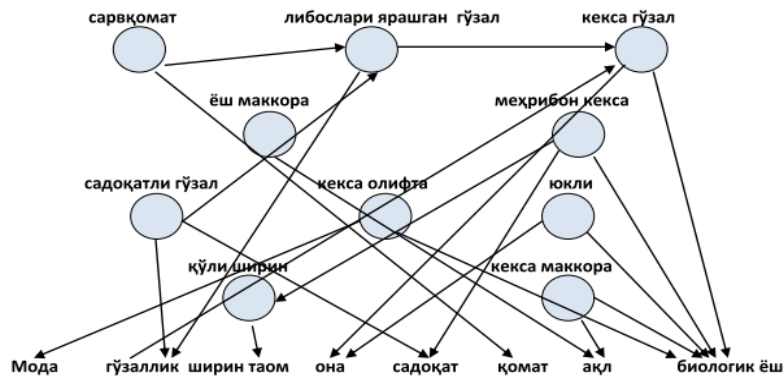 сарвқомат либослари ярашган гўзал кекса гўзал
ёш маккора меҳрибон кекса
садоқатли гўзал кекса олифта юкли
қўли ширин кекса маккора
Мода гўзаллик ширин таом она садоқат қомат ақл биологик ёш